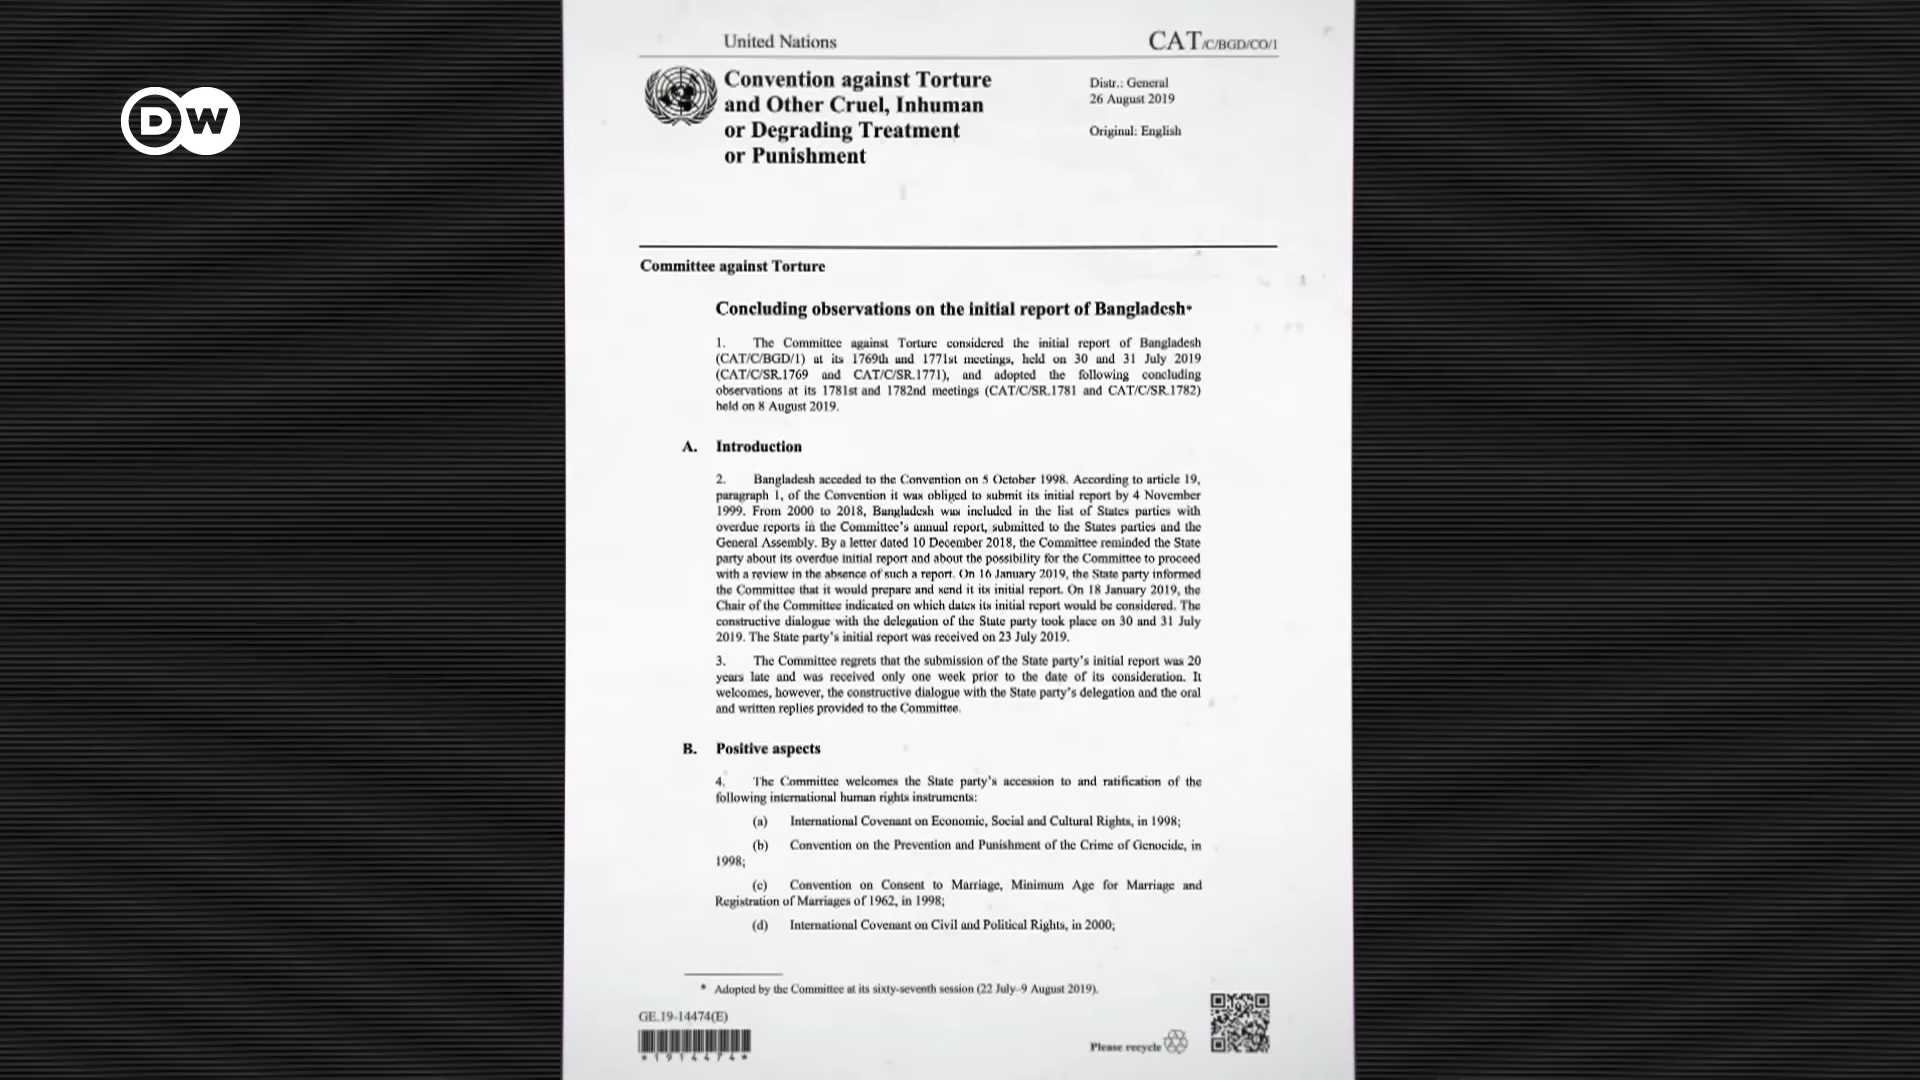 United Nations
CAT/C/BGD/CO/1
DW
Convention against Torture
and Other Cruel, Inhuman
or Degrading Treatment
or Punishment
Distr.: General
26 August 2019
Original: English
Committee against Torture
Concluding observations on the initial report of Bangladesh*
1. The Committee against Torture considered the initial report of Bangladesh
(CAT/C/BGD/1) at its 1769th and 1771st meetings, held on 30 and 31 July 2019
(CAT/C/SR.1769 and CAT/C/SR.1771), and adopted the following concluding
observations at its 1781st and 1782nd meetings (CAT/C/SR.1781 and CAT/C/SR.1782)
held on 8 August 2019.
A. Introduction
2. Bangladesh acceded to the Convention on 5 October 1998. According to article 19,
paragraph 1, of the Convention it was obliged to submit its initial report by 4 November
1999. From 2000 to 2018, Bangladesh was included in the list of States parties with
overdue reports in the Committee's annual report, submitted to the States parties and the
General Assembly. By a letter dated 10 December 2018, the Committee reminded the State
party about its overdue initial report and about the possibility for the Committee to proceed
with a review in the absence of such a report. On 16 January 2019, the State party informed
the Committee that it would prepare and send it its initial report. On 18 January 2019, the
Chair of the Committee indicated on which dates its initial report would be considered. The
constructive dialogue with the delegation of the State party took place on 30 and 31 July
2019. The State party's initial report was received on 23 July 2019.
3. The Committee regrets that the submission of the State party's initial report was 20
years late and was received only one week prior to the date of its consideration. It
welcomes, however, the constructive dialogue with the State party's delegation and the oral
and written replies provided to the Committee.
B. Positive aspects
4. The Committee welcomes the State party's accession to and ratification of the
following international human rights instruments:
(a) International Covenant on Economic, Social and Cultural Rights, in 1998;
(b) Convention on the Prevention and Punishment of the Crime of Genocide, in
1998;
(c) Convention on Consent to Marriage, Minimum Age for Marriage and
Registration of Marriages of 1962, in 1998;
(d) International Covenant on Civil and Political Rights, in 2000;
* Adopted by the Committee at its sixty-seventh session (22 July–9 August 2019).
GE.19-14474(E)
*1914474*
Please recycle